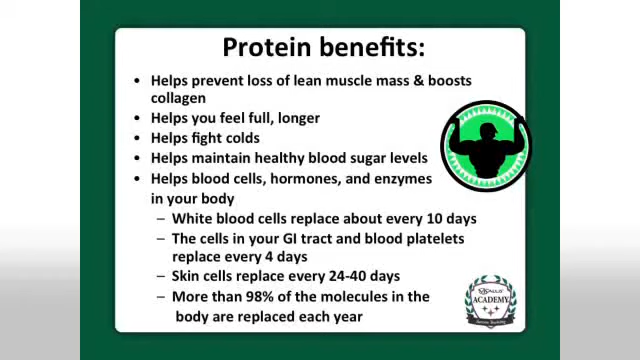 Protein benefits:
• Helps prevent loss of lean muscle mass & boosts
collagen
• Helps you feel full, longer
• Helps fight colds
• Helps maintain healthy blood sugar levels
• Helps blood cells, hormones, and enzymes
in your body
– White blood cells replace about every 10 days
– The cells in your GI tract and blood platelets
replace every 4 days
– Skin cells replace every 24-40 days
– More than 98% of the molecules in the
body are replaced each year
ACADEMY